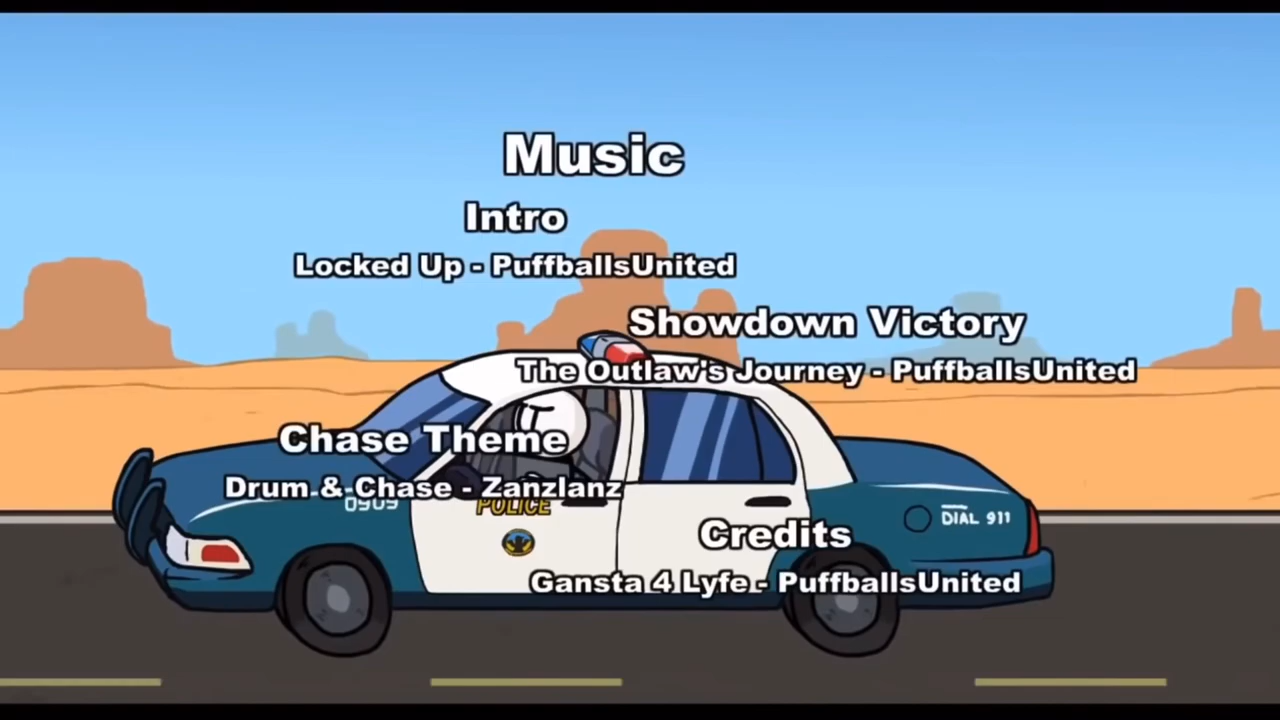 Music
Intro
Locked Up - PuffballsUnited
Showdown Victory
The Outlaw's Journey - PuffballsUnited
Chase Theme
Drum & Chase - Zanzlanz
0909
POLICE
DIAL 911
Credits
Gansta 4 Lyfe - PuffballsUnited